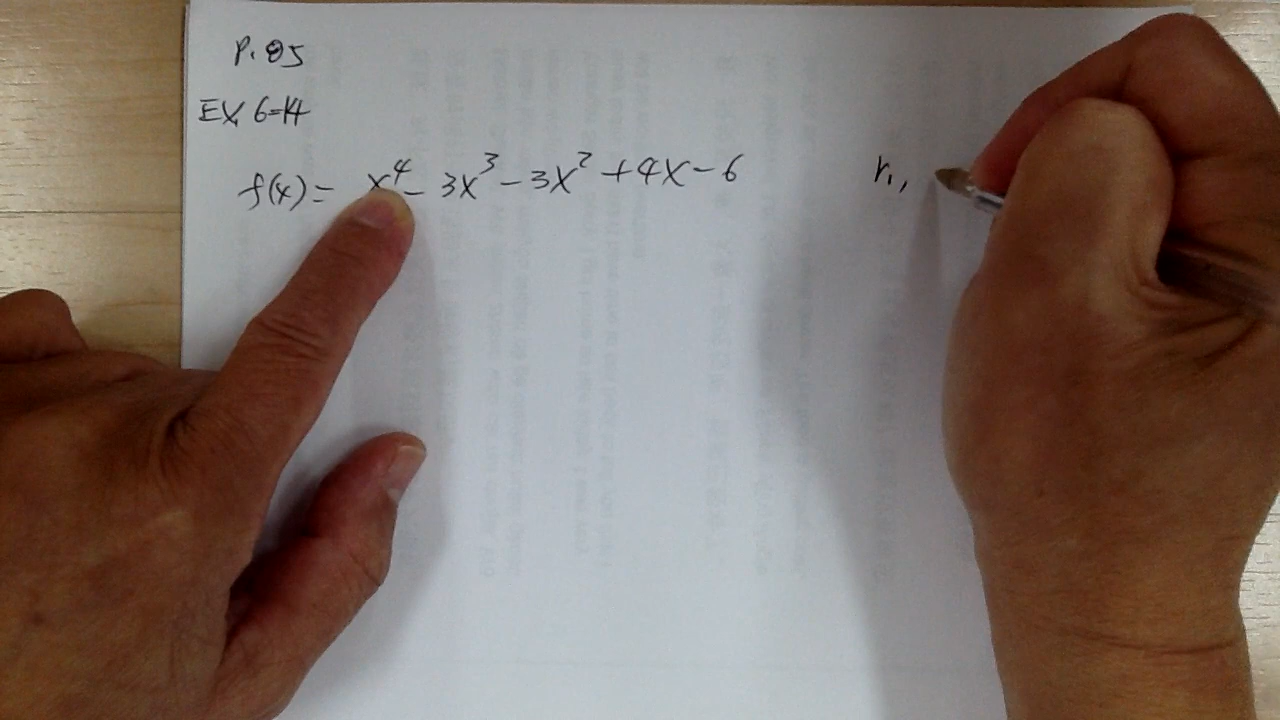 P. 85
EX 6-14
f(x) = x⁴ - 3x³ - 3x² + 4x - 6
r₁,